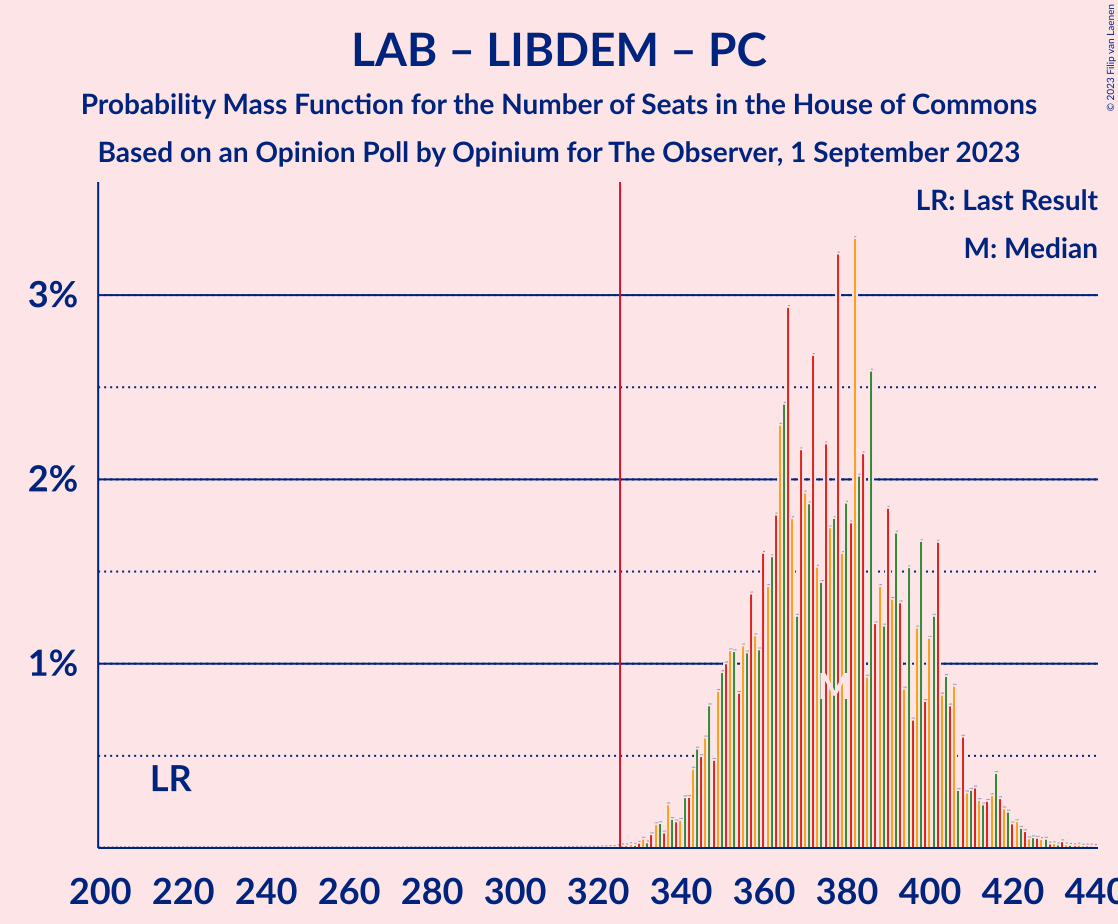 LAB – LIBDEM – PC
Probability Mass Function for the Number of Seats in the House of Commons
Based on an Opinion Poll by Opinium for The Observer, 1 September 2023
© 2023 Filip van Laenen
LR: Last Result
M: Median
3%
2%
1%
M
LR
200 220 240 260 280 300 320 340 360 380 400 420 440